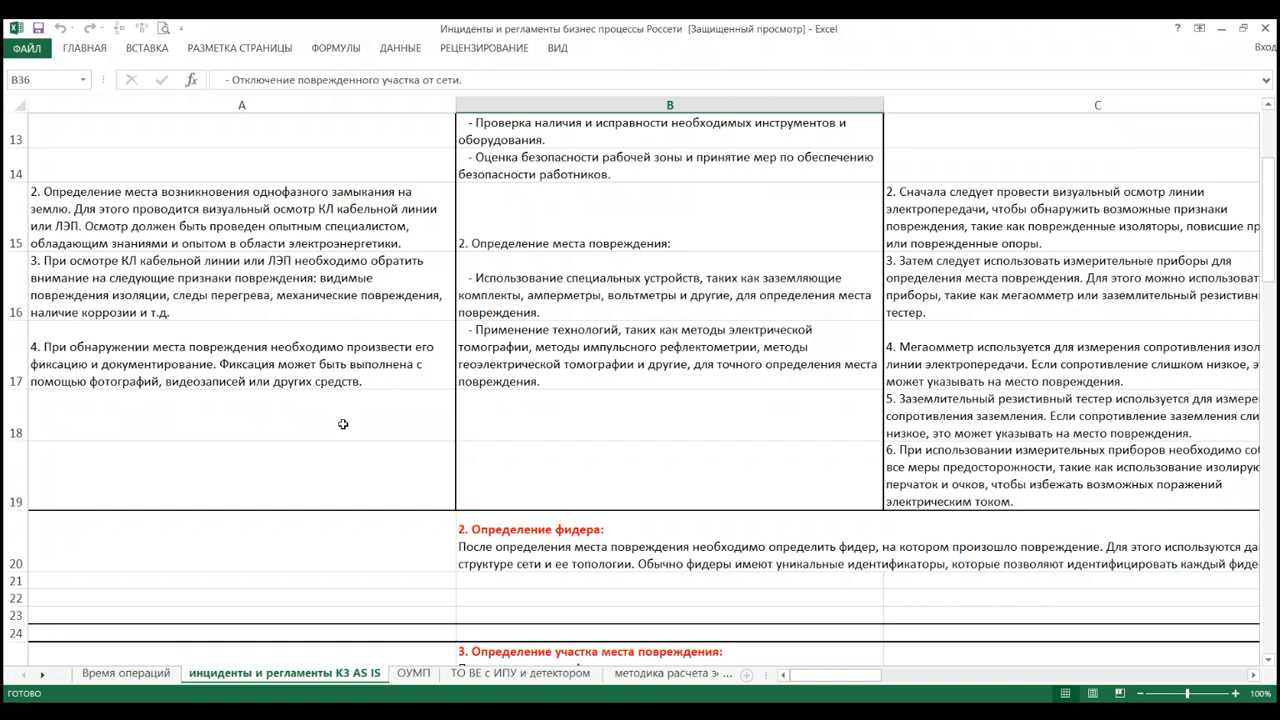 Инциденты и регламенты бизнес процессы Россети [Защищенный просмотр] - Excel
ФАЙЛ ГЛАВНАЯ ВСТАВКА РАЗМЕТКА СТРАНИЦЫ ФОРМУЛЫ ДАННЫЕ РЕЦЕНЗИРОВАНИЕ ВИД Вход
B36 fx - Отключение поврежденного участка от сети.
A B C
13
- Проверка наличия и исправности необходимых инструментов и
оборудования.
14
- Оценка безопасности рабочей зоны и принятие мер по обеспечению
безопасности работников.
15
2. Определение места возникновения однофазного замыкания на
землю. Для этого проводится визуальный осмотр КЛ кабельной линии
или ЛЭП. Осмотр должен быть проведен опытным специалистом,
обладающим знаниями и опытом в области электроэнергетики.
2. Определение места повреждения:
2. Сначала следует провести визуальный осмотр линии
электропередачи, чтобы обнаружить возможные признаки
повреждения, такие как поврежденные изоляторы, повисшие пр
или поврежденные опоры.
16
3. При осмотре КЛ кабельной линии или ЛЭП необходимо обратить
внимание на следующие признаки повреждения: видимые
повреждения изоляции, следы перегрева, механические повреждения,
наличие коррозии и т.д.
- Использование специальных устройств, таких как заземляющие
комплекты, амперметры, вольтметры и другие, для определения места
повреждения.
3. Затем следует использовать измерительные приборы для
определения места повреждения. Для этого можно использоват
приборы, такие как мегаомметр или заземлительный резистивн
тестер.
17
4. При обнаружении места повреждения необходимо произвести его
фиксацию и документирование. Фиксация может быть выполнена с
помощью фотографий, видеозаписей или других средств.
- Применение технологий, таких как методы электрической
томографии, методы импульсного рефлектометрии, методы
геоэлектрической томографии и другие, для точного определения места
повреждения.
4. Мегаомметр используется для измерения сопротивления изол
линии электропередачи. Если сопротивление слишком низкое, э
может указывать на место повреждения.
18
5. Заземлительный резистивный тестер используется для измере
сопротивления заземления. Если сопротивление заземления сли
низкое, это может указывать на место повреждения.
19
6. При использовании измерительных приборов необходимо со
все меры предосторожности, такие как использование изолирую
перчаток и очков, чтобы избежать возможных поражений
электрическим током.
20
2. Определение фидера:
После определения места повреждения необходимо определить фидер, на котором произошло повреждение. Для этого используются да
структуре сети и ее топологии. Обычно фидеры имеют уникальные идентификаторы, которые позволяют идентифицировать каждый фиде
21
22
23
24
3. Определение участка места повреждения:
Время операций инциденты и регламенты КЗ AS IS ОУМП ТО ВЕ с ИПУ и детектором методика расчета э ...
ГОТОВО 100%